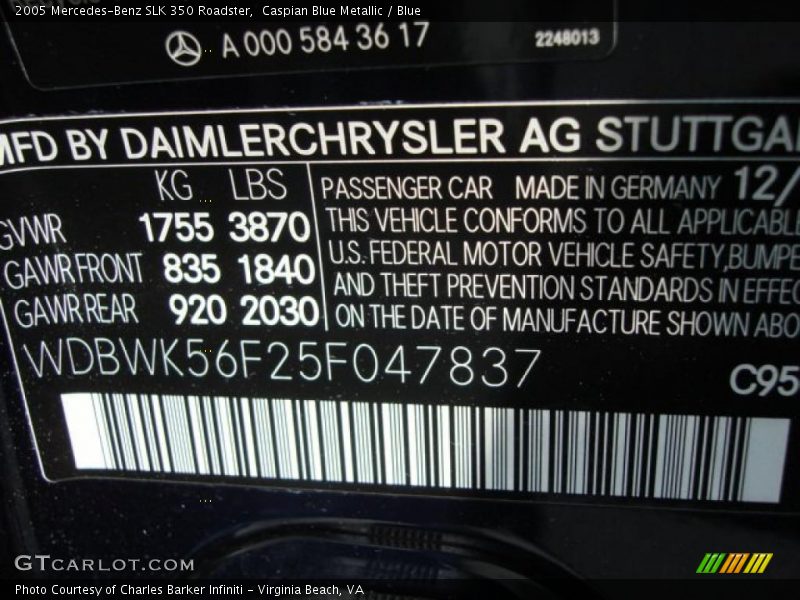 2005 Mercedes-Benz SLK 350 Roadster, Caspian Blue Metallic / Blue
A 000 584 36 17 2248013
MFD BY DAIMLERCHRYSLER AG STUTTGA
KG LBS
GVWR 1755 3870
GAWR FRONT 835 1840
GAWR REAR 920 2030
PASSENGER CAR MADE IN GERMANY 12/
THIS VEHICLE CONFORMS TO ALL APPLICABLE
U.S. FEDERAL MOTOR VEHICLE SAFETY, BUMPE
AND THEFT PREVENTION STANDARDS IN EFFEC
ON THE DATE OF MANUFACTURE SHOWN ABO
WDBWK56F25F047837
C95
GTCARLOT.COM
Photo Courtesy of Charles Barker Infiniti - Virginia Beach, VA